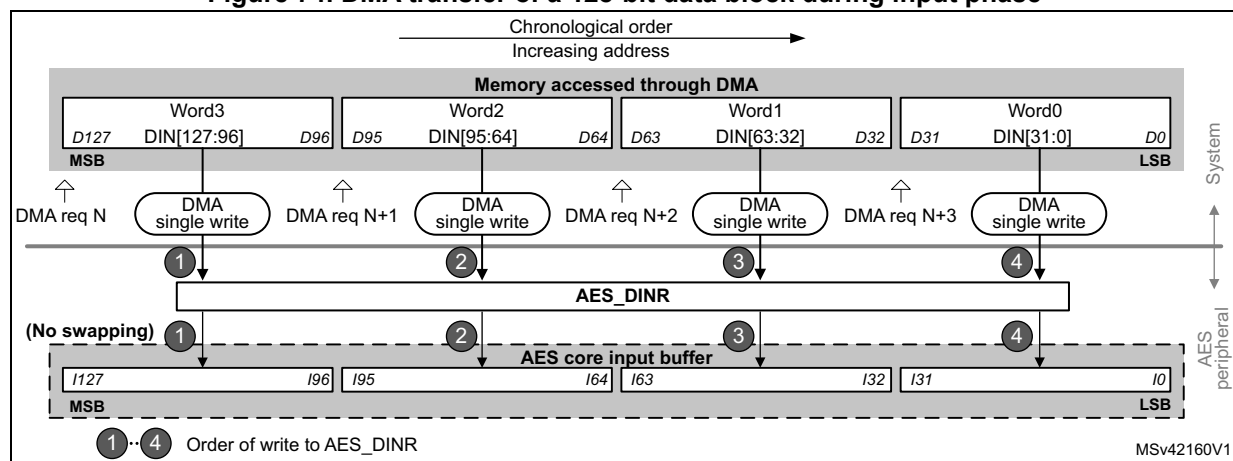 Figure 74. DMA transfer of a 128-bit data block during input phase
Chronological order
Increasing address
Memory accessed through DMA
Word3 Word2 Word1 Word0
D127 DIN[127:96] D96 D95 DIN[95:64] D64 D63 DIN[63:32] D32 D31 DIN[31:0] D0
MSB LSB
System
DMA req N DMA single write DMA req N+1 DMA single write DMA req N+2 DMA single write DMA req N+3 DMA single write
1 2 3 4
AES_DINR
(No swapping) 1 2 3 4
AES core input buffer
I127 I96 I95 I64 I63 I32 I31 I0
MSB LSB
AES peripheral
1 ·· 4 Order of write to AES_DINR
MSv42160V1